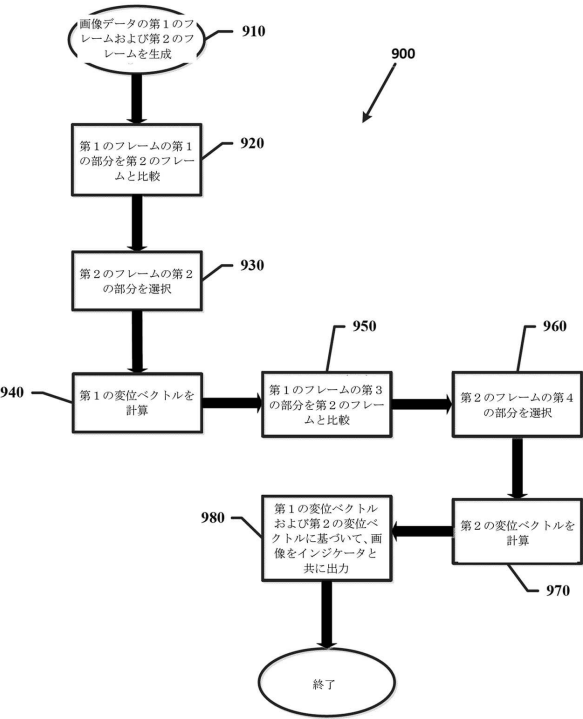 画像データの第1のフ
レームおよび第2のフ
レームを生成
910
900
第1のフレームの第1
の部分を第2のフレー
ムと比較
920
第2のフレームの第2
の部分を選択
930
第1の変位ベクトルを
計算
940
第1のフレームの第3
の部分を第2のフレー
ムと比較
950
第2のフレームの第4
の部分を選択
960
第2の変位ベクトルを
計算
970
第1の変位ベクトル
および第2の変位ベ
クトルに基づいて、画
像をインジケータと
共に出力
980
終了